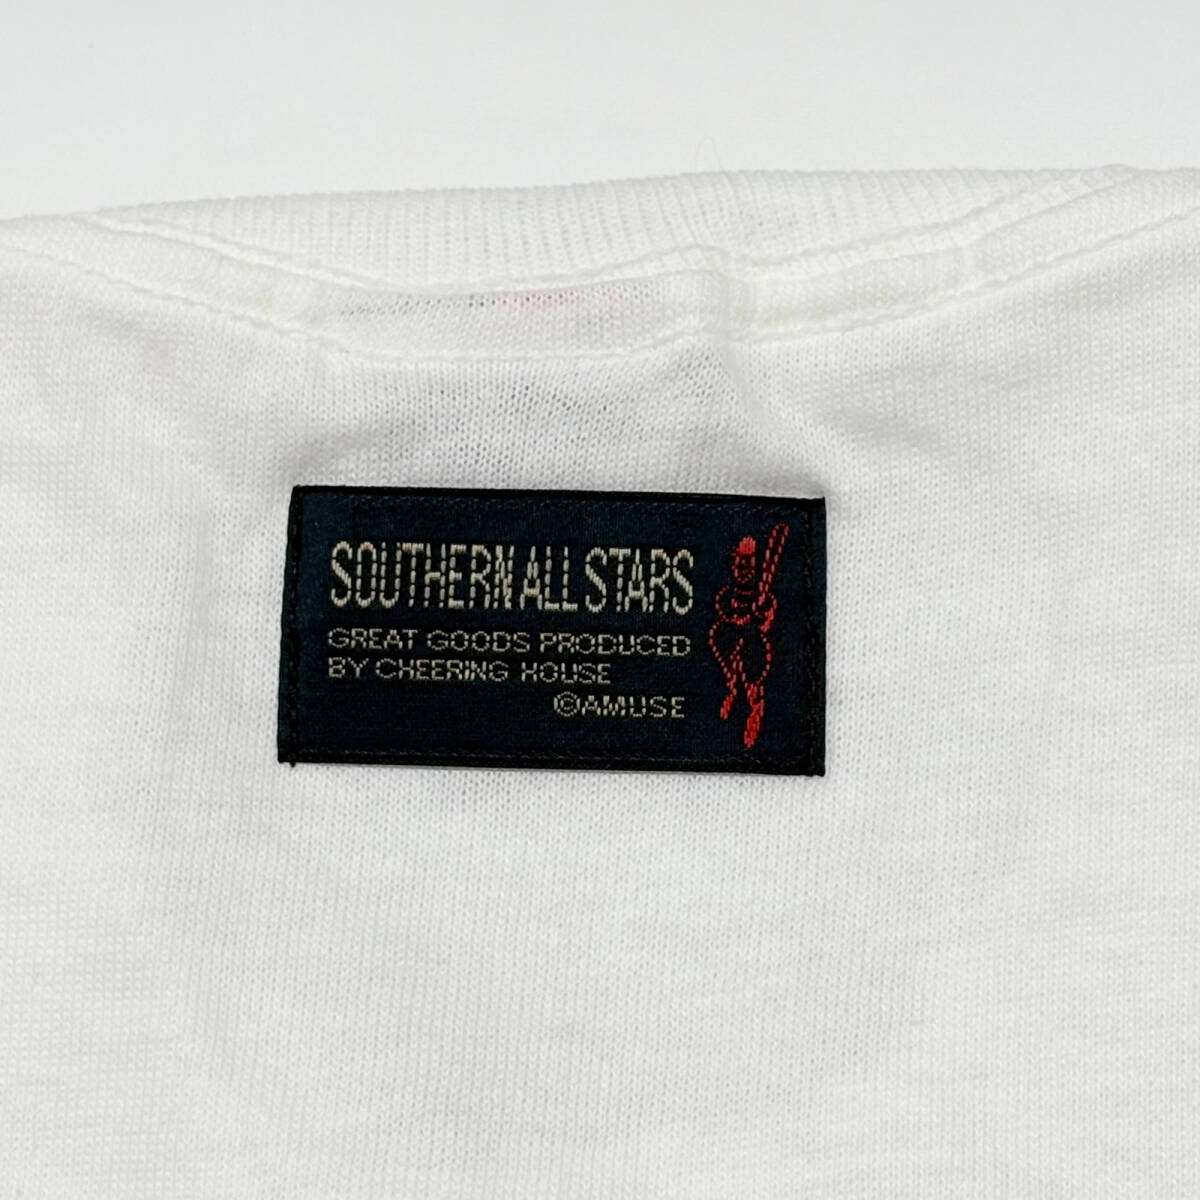 SOUTHERN ALL STARS
GREAT GOODS PRODUCED
BY CHEERING HOUSE
©AMUSE